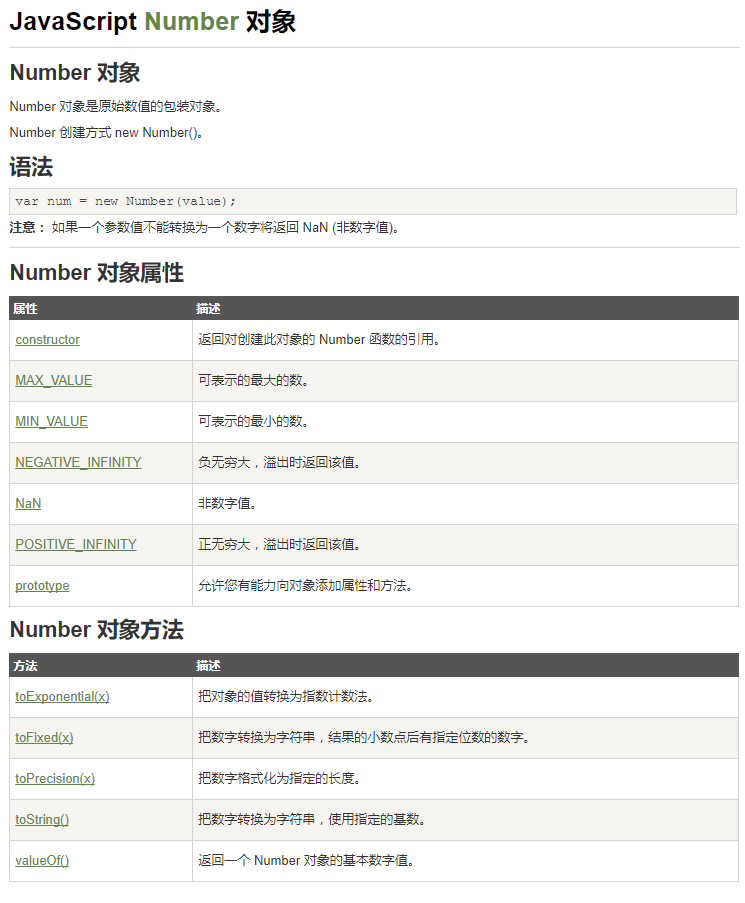 JavaScript Number 对象
Number 对象
Number 对象是原始数值的包装对象。
Number 创建方式 new Number()。
语法
var num = new Number(value);
注意： 如果一个参数值不能转换为一个数字将返回 NaN (非数字值)。
Number 对象属性
属性 描述
constructor 返回对创建此对象的 Number 函数的引用。
MAX_VALUE 可表示的最大的数。
MIN_VALUE 可表示的最小的数。
NEGATIVE_INFINITY 负无穷大，溢出时返回该值。
NaN 非数字值。
POSITIVE_INFINITY 正无穷大，溢出时返回该值。
prototype 允许您有能力向对象添加属性和方法。
Number 对象方法
方法 描述
toExponential(x) 把对象的值转换为指数计数法。
toFixed(x) 把数字转换为字符串，结果的小数点后有指定位数的数字。
toPrecision(x) 把数字格式化为指定的长度。
toString() 把数字转换为字符串，使用指定的基数。
valueOf() 返回一个 Number 对象的基本数字值。